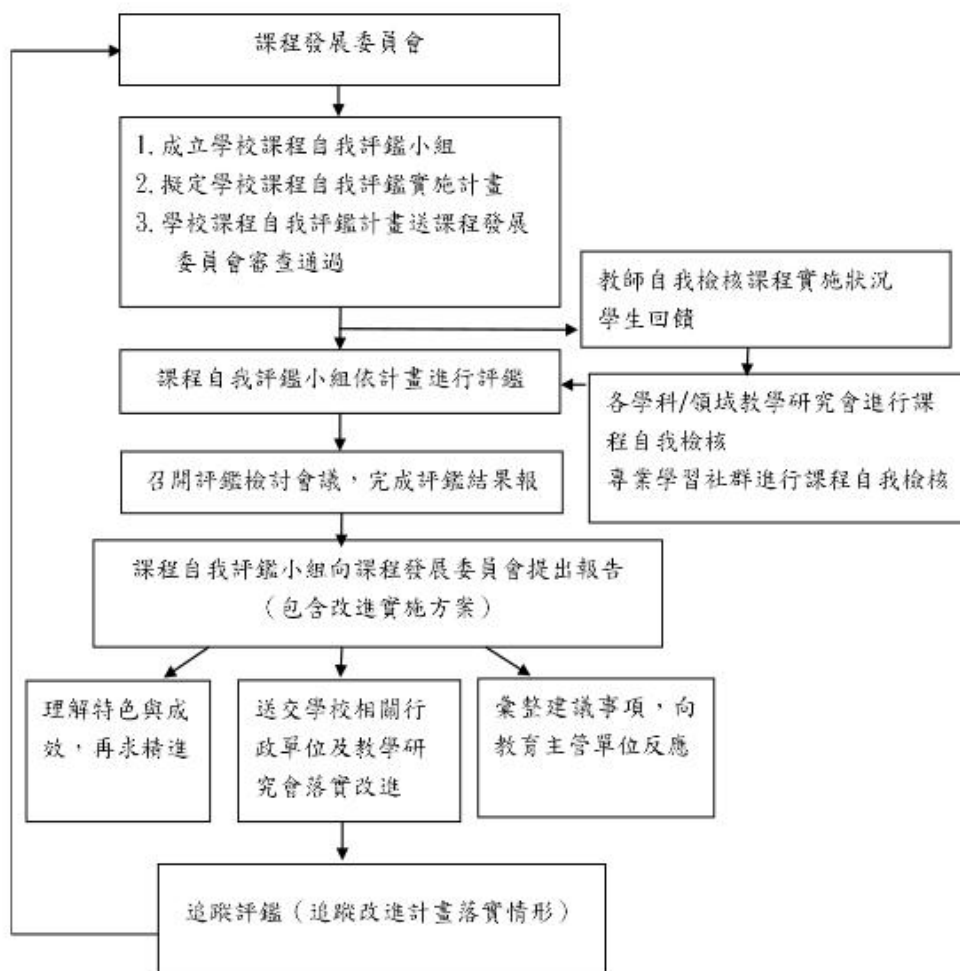 課程發展委員會
1.成立學校課程自我評鑑小組
2.擬定學校課程自我評鑑實施計畫
3.學校課程自我評鑑計畫送課程發展
委員會審查通過
教師自我檢核課程實施狀況
學生回饋
課程自我評鑑小組依計畫進行評鑑
各學科/領域教學研究會進行課
程自我檢核
專業學習社群進行課程自我檢核
召開評鑑檢討會議，完成評鑑結果報
課程自我評鑑小組向課程發展委員會提出報告
（包含改進實施方案）
理解特色與成
效，再求精進
送交學校相關行
政單位及教學研
究會落實改進
彙整建議事項，向
教育主管單位反應
追蹤評鑑（追蹤改進計畫落實情形）